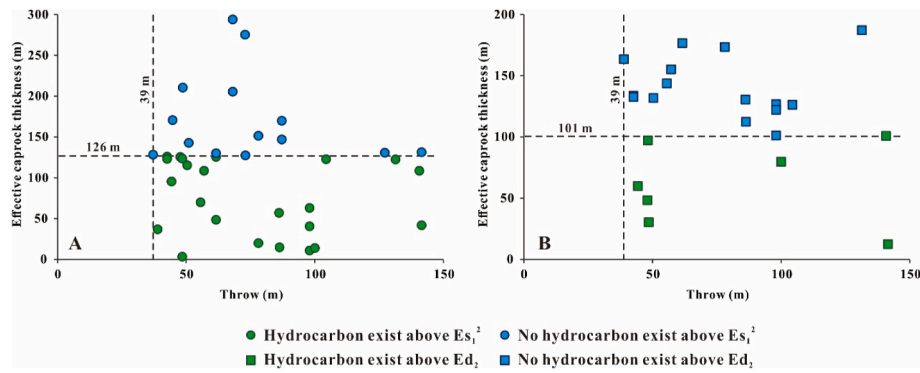 Effective caprock thickness (m)
300
250
200
150
100
50
0
126 m
39 m
A
0
50
100
150
Throw (m)
Effective caprock thickness (m)
200
150
100
50
0
101 m
39 m
B
50
100
150
Throw (m)
Hydrocarbon exist above Es₁²
No hydrocarbon exist above Es₁²
Hydrocarbon exist above Ed₂
No hydrocarbon exist above Ed₂